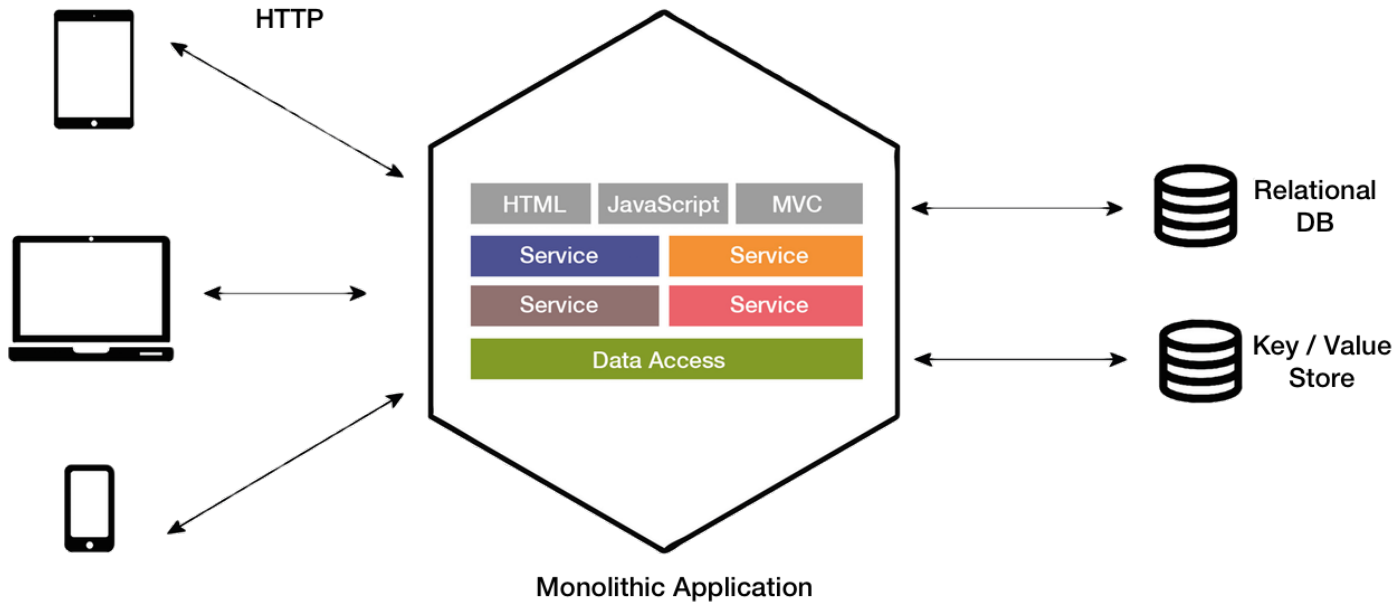 HTTP
HTML JavaScript MVC
Service Service
Service Service
Data Access
Relational
DB
Key / Value
Store
Monolithic Application